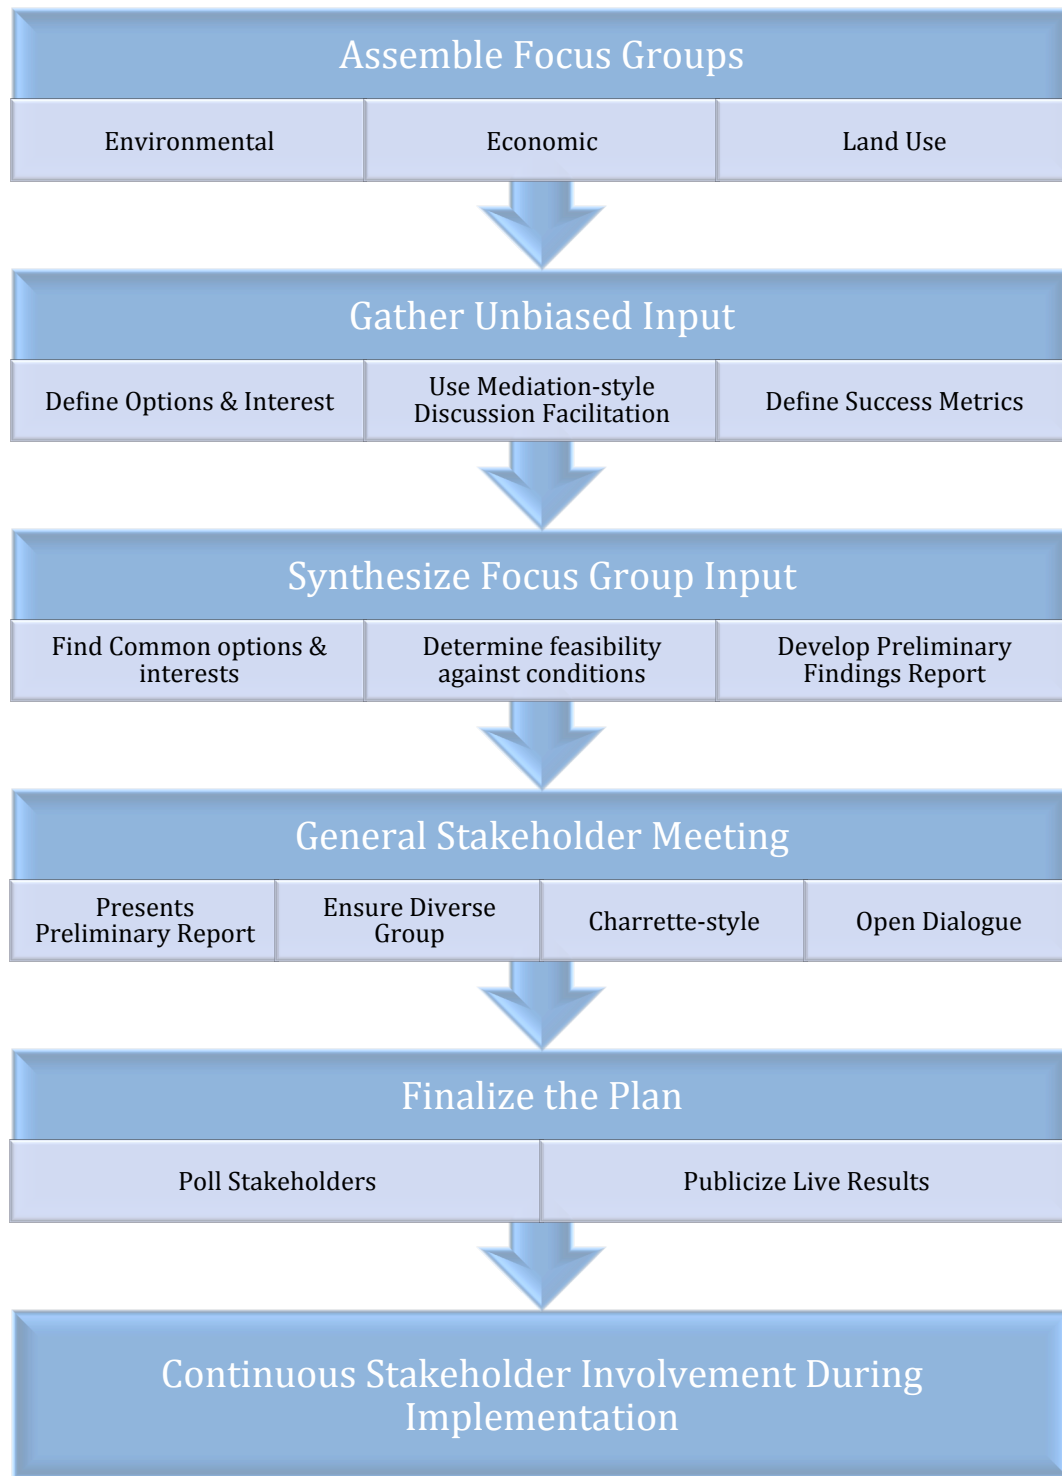 Assemble Focus Groups
Environmental
Economic
Land Use
Gather Unbiased Input
Define Options & Interest
Use Mediation-style
Discussion Facilitation
Define Success Metrics
Synthesize Focus Group Input
Find Common options &
interests
Determine feasibility
against conditions
Develop Preliminary
Findings Report
General Stakeholder Meeting
Presents
Preliminary Report
Ensure Diverse
Group
Charrette-style
Open Dialogue
Finalize the Plan
Poll Stakeholders
Publicize Live Results
Continuous Stakeholder Involvement During
Implementation